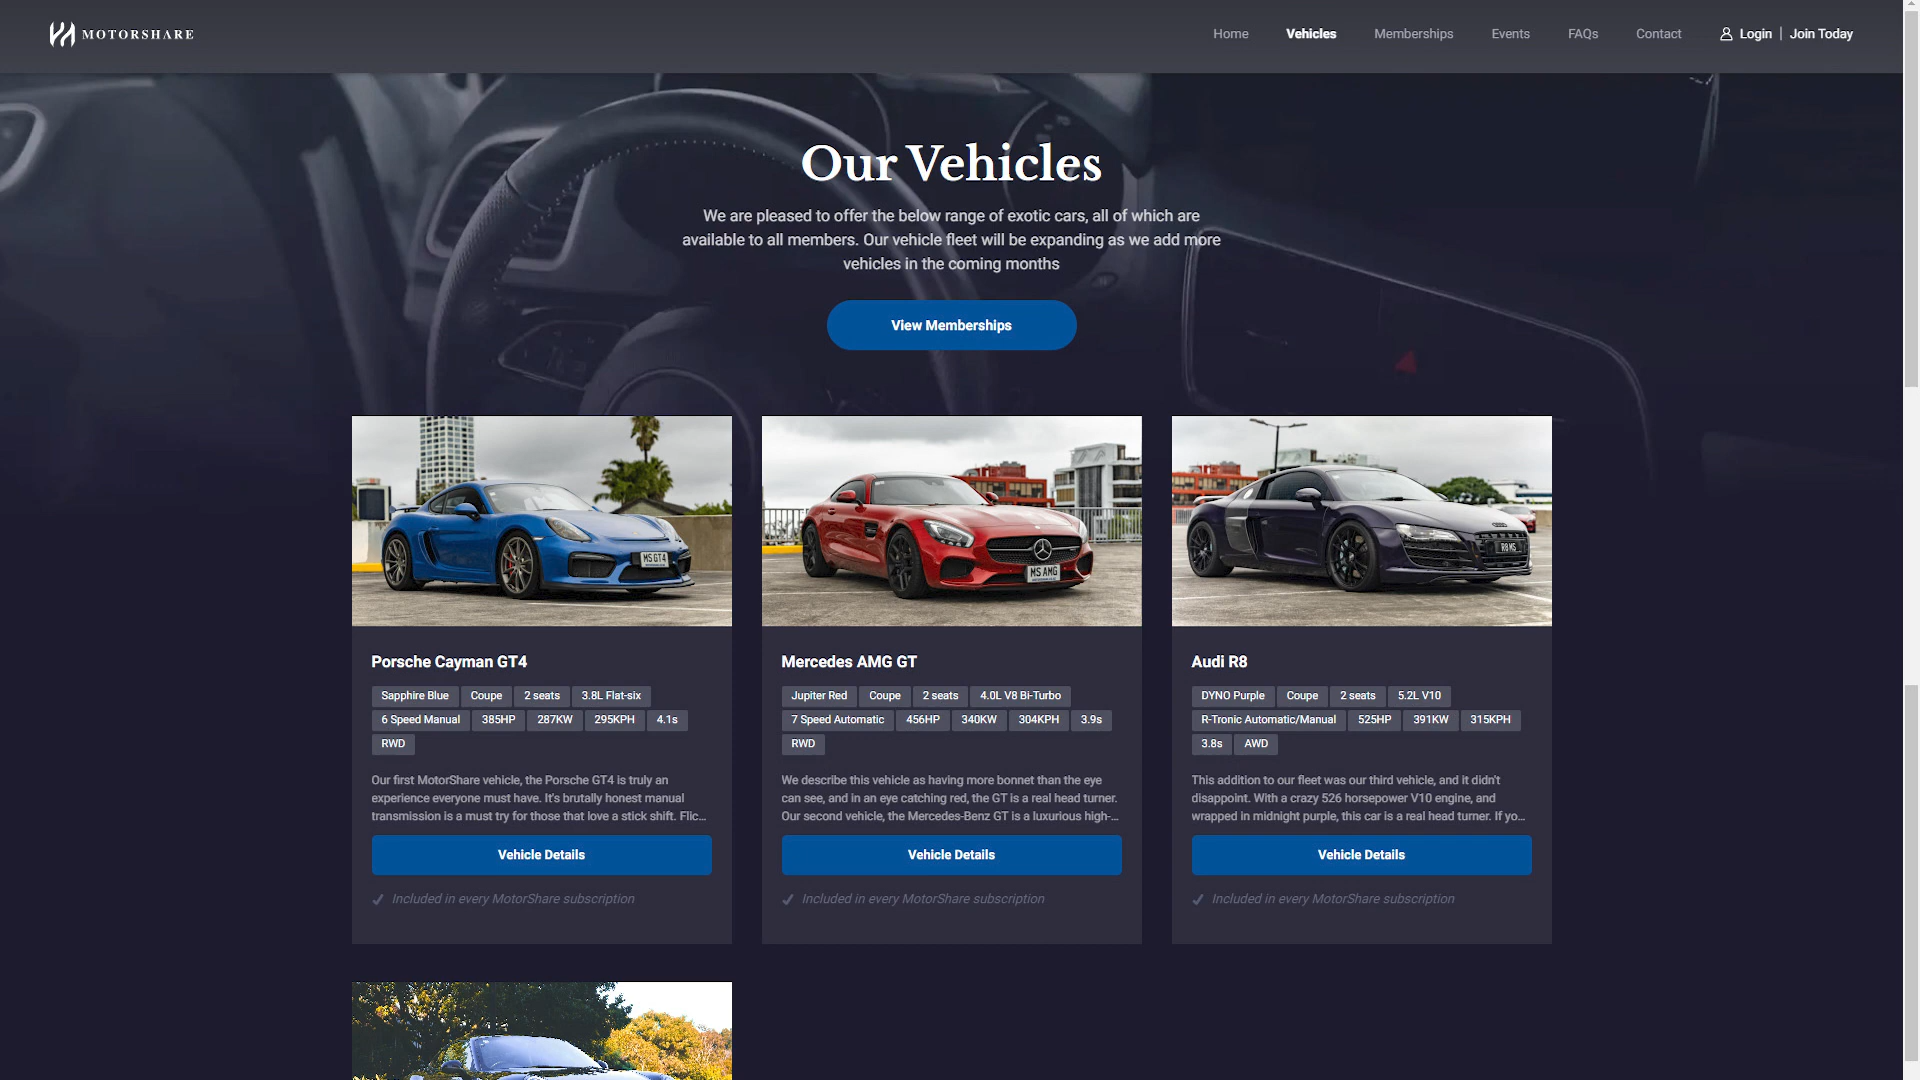 MOTORSHARE
Home Vehicles Memberships Events FAQs Contact Login | Join Today
Our Vehicles
We are pleased to offer the below range of exotic cars, all of which are
available to all members. Our vehicle fleet will be expanding as we add more
vehicles in the coming months
View Memberships
MS GT4
Porsche Cayman GT4
Sapphire Blue Coupe 2 seats 3.8L Flat-six
6 Speed Manual 385HP 287KW 295KPH 4.1s
RWD
Our first MotorShare vehicle, the Porsche GT4 is truly an
experience everyone must have. It's brutally honest manual
transmission is a must try for those that love a stick shift. Flic...
Vehicle Details
Included in every MotorShare subscription
MS AMG
Mercedes AMG GT
Jupiter Red Coupe 2 seats 4.0L V8 Bi-Turbo
7 Speed Automatic 456HP 340KW 304KPH 3.9s
RWD
We describe this vehicle as having more bonnet than the eye
can see, and in an eye catching red, the GT is a real head turner.
Our second vehicle, the Mercedes-Benz GT is a luxurious high-...
Vehicle Details
Included in every MotorShare subscription
R8 MS
Audi R8
DYNO Purple Coupe 2 seats 5.2L V10
R-Tronic Automatic/Manual 525HP 391KW 315KPH
3.8s AWD
This addition to our fleet was our third vehicle, and it didn't
disappoint. With a crazy 526 horsepower V10 engine, and
wrapped in midnight purple, this car is a real head turner. If yo...
Vehicle Details
Included in every MotorShare subscription